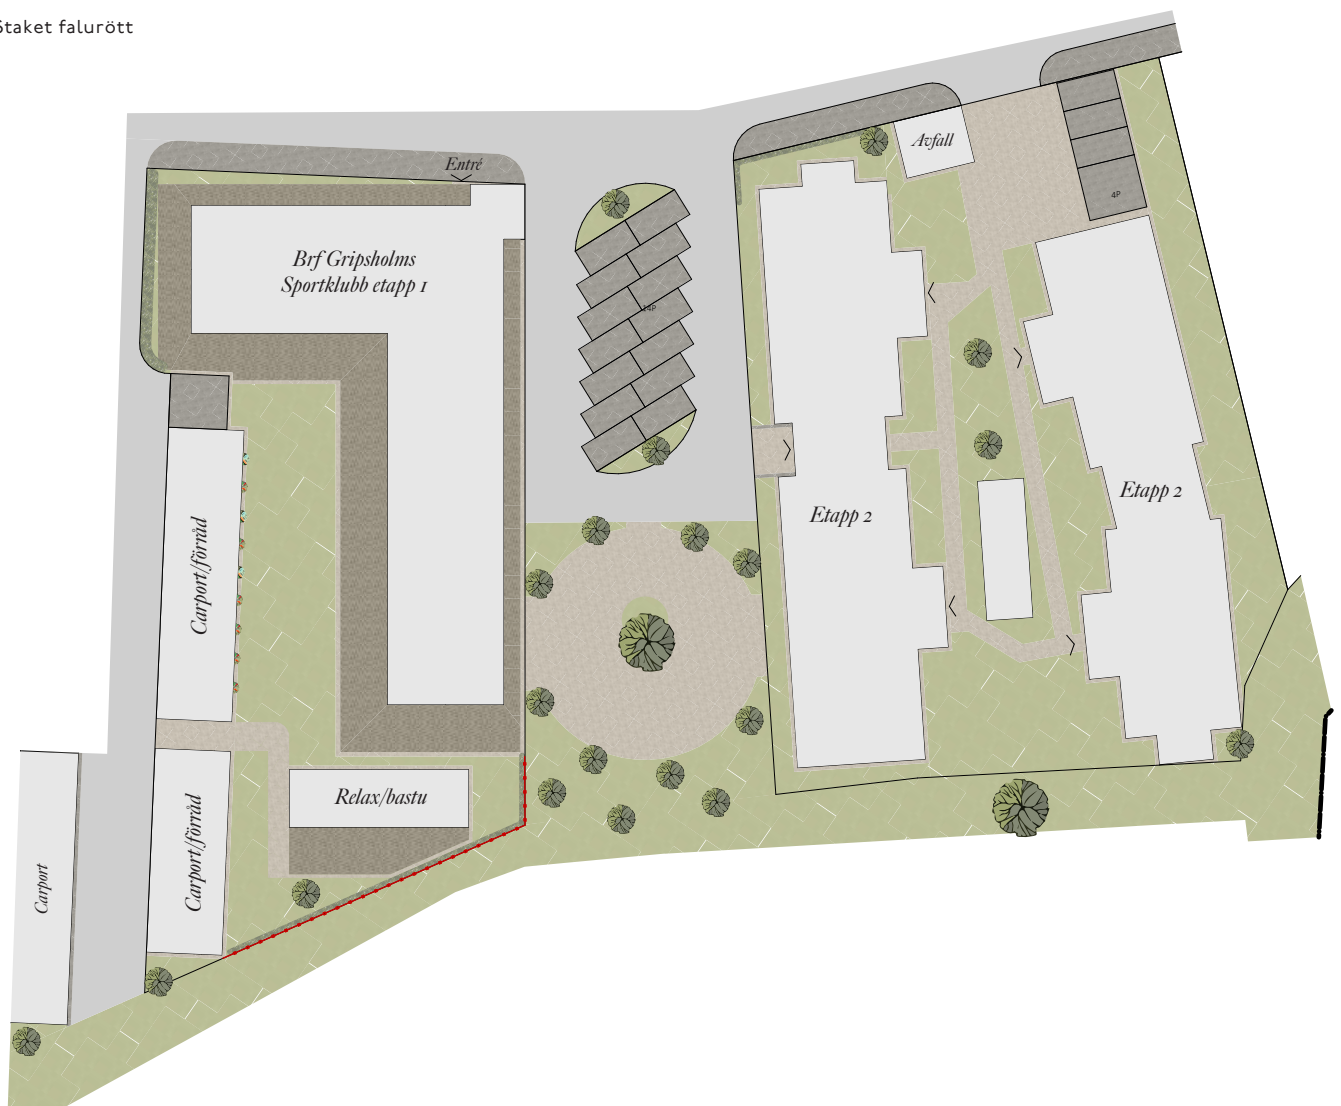 Staket falurött
Entré
Avfall
4P
Brf Gripsholms
Sportklubb etapp 1
14P
Etapp 2
Etapp 2
Carport/förråd
Relax/bastu
Carport/förråd
Carport